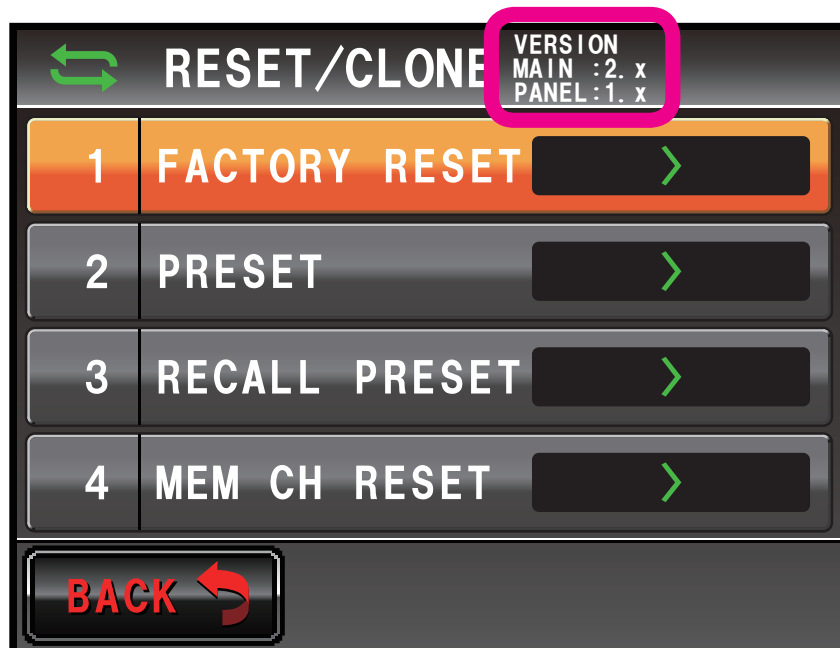 RESET/CLONE
VERSION
MAIN :2. x
PANEL:1. x
1 FACTORY RESET
2 PRESET
3 RECALL PRESET
4 MEM CH RESET
BACK